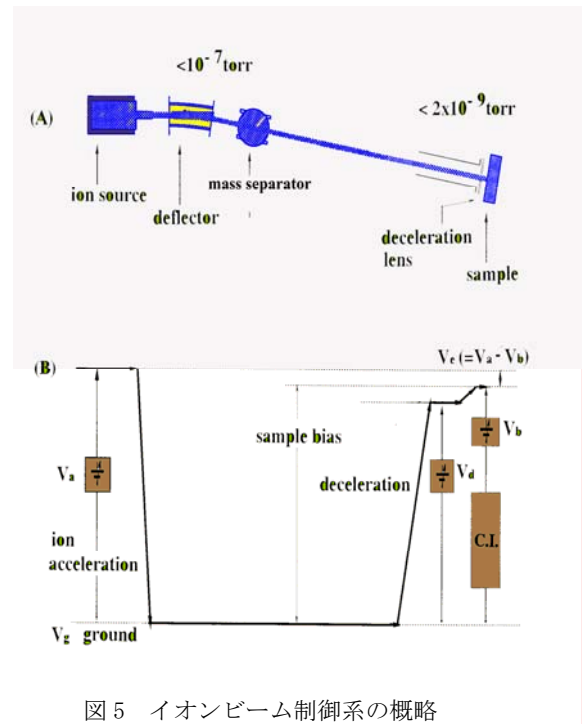 <10⁻⁷torr
< 2x10⁻⁹torr
(A)
mass separator
ion source
deflector
deceleration
lens
sample
(B)
Ve (=Va - Vb)
sample bias
Va
Vb
Vd
deceleration
C.I.
ion
acceleration
Vg ground
図5 イオンビーム制御系の概略